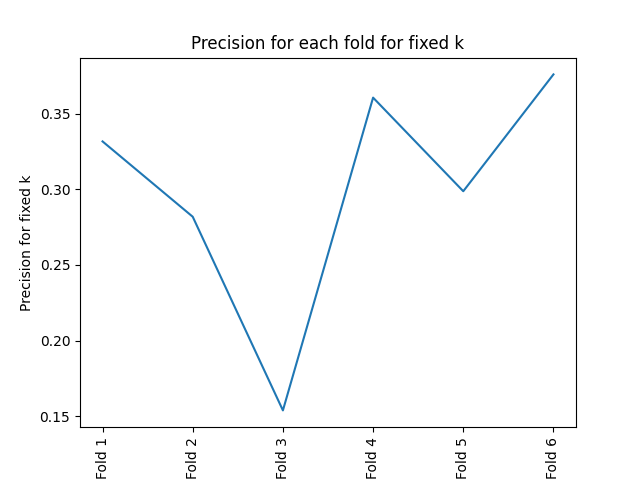 Precision for each fold for fixed k
Precision for fixed k
0.35
0.30
0.25
0.20
0.15
Fold 1
Fold 2
Fold 3
Fold 4
Fold 5
Fold 6